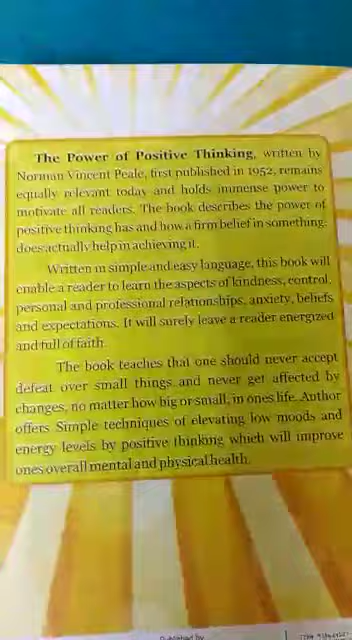 The Power of Positive Thinking, written by
Norman Vincent Peale, first published in 1952, remains
equally relevant today and holds immense power to
motivate all readers. The book describes the power of
positive thinking has and how a firm belief in something;
does actually help in achieving it.
Written in simple and easy language, this book will
enable a reader to learn the aspects of kindness, control,
personal and professional relationships, anxiety, beliefs
and expectations. It will surely leave a reader energized
and full of faith.
The book teaches that one should never accept
defeat over small things and never get affected by
changes, no matter how big or small, in ones life. Author
offers Simple techniques of elevating low moods and
energy levels by positive thinking which will improve
ones overall mental and physical health.
Published by